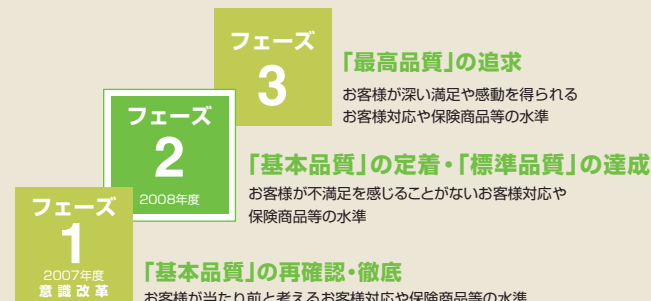 フェーズ
3
「最高品質」の追求
お客様が深い満足や感動を得られる
お客様対応や保険商品等の水準
フェーズ
2
2008年度
「基本品質」の定着・「標準品質」の達成
お客様が不満足を感じることがないお客様対応や
保険商品等の水準
フェーズ
1
2007年度
意識改革
「基本品質」の再確認・徹底
お客様が当たり前と考えるお客様対応や保険商品等の水準